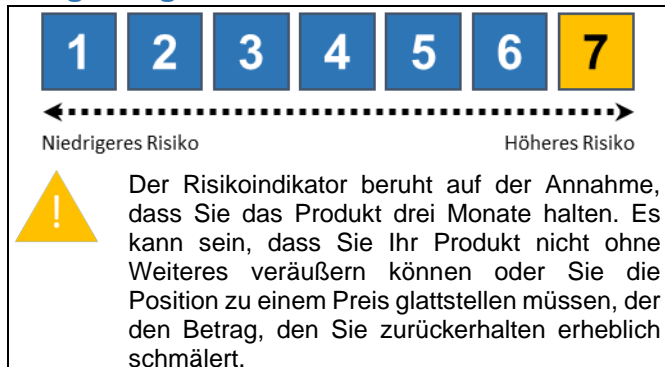 1 2 3 4 5 6 7
Niedrigeres Risiko Höheres Risiko
!
Der Risikoindikator beruht auf der Annahme,
dass Sie das Produkt drei Monate halten. Es
kann sein, dass Sie Ihr Produkt nicht ohne
Weiteres veräußern können oder Sie die
Position zu einem Preis glattstellen müssen, der
den Betrag, den Sie zurückerhalten erheblich
schmälert.